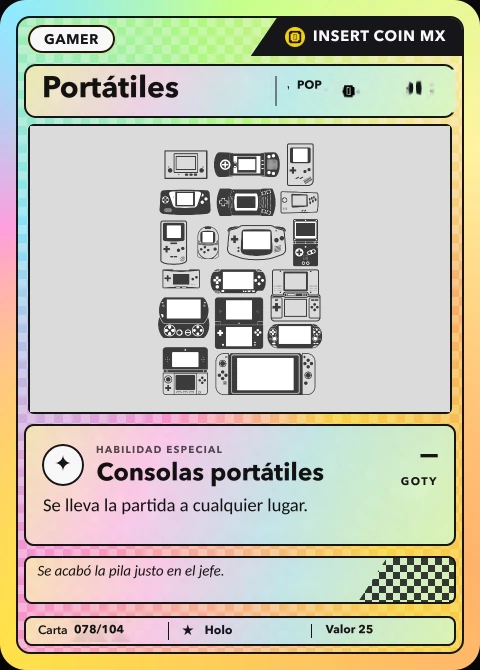 GAMER
INSERT COIN MX
Portátiles
POP
HABILIDAD ESPECIAL
Consolas portátiles
GOTY
Se lleva la partida a cualquier lugar.
Se acabó la pila justo en el jefe.
Carta 078/104 ★ Holo Valor 25